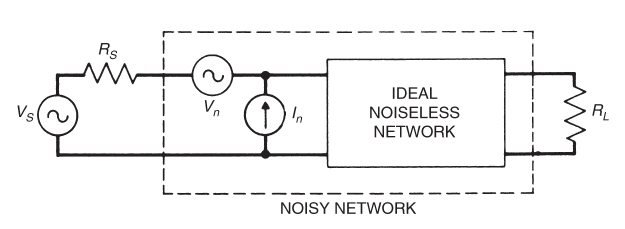 R_S
V_S
V_n
I_n
IDEAL
NOISELESS
NETWORK
R_L
NOISY NETWORK